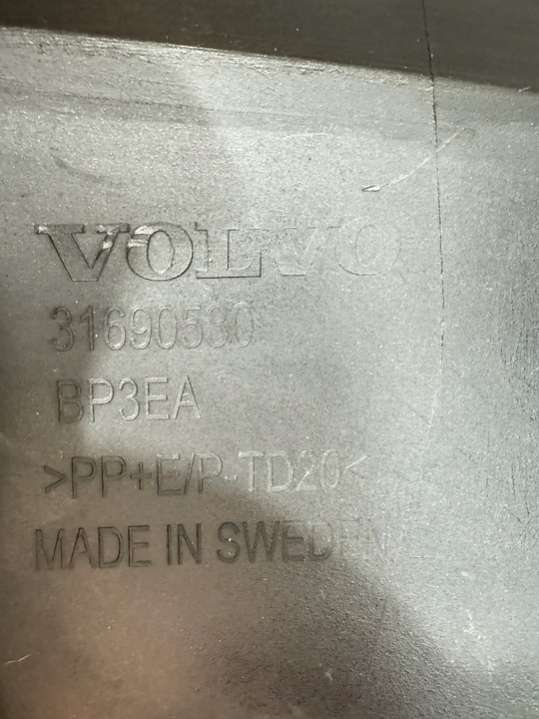 VOLVO
31690530
BP3EA
>PP+E/P-TD20<
MADE IN SWEDEN